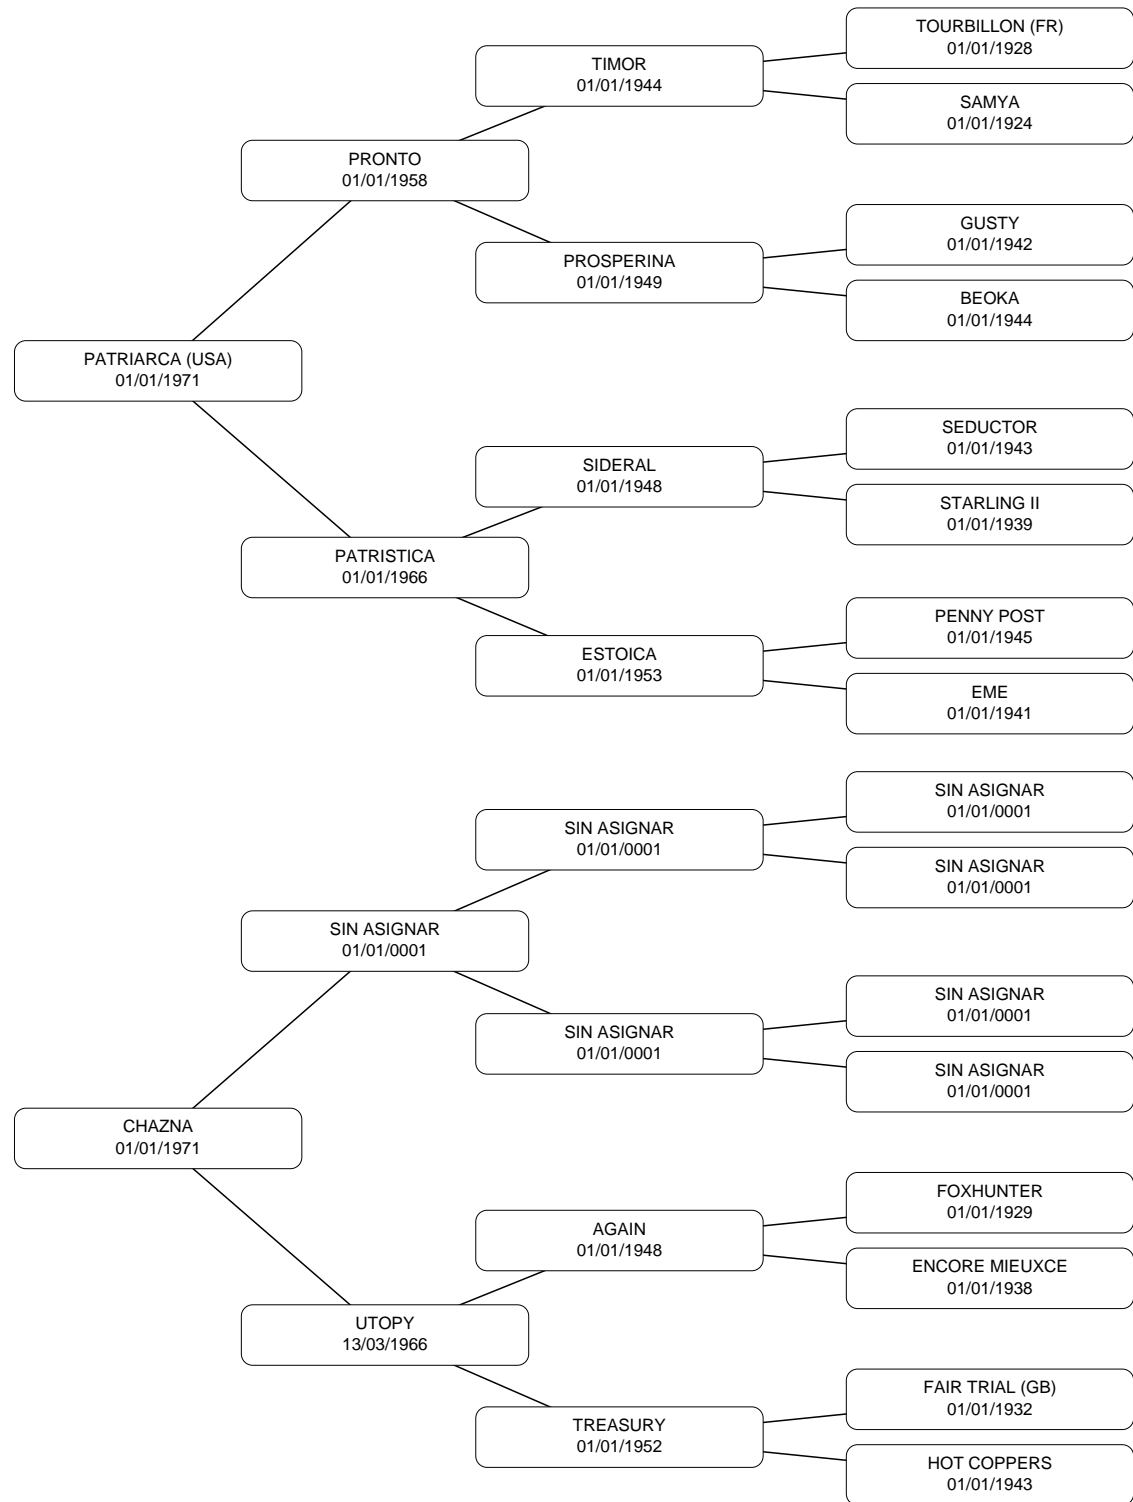 TOURBILLON (FR)
01/01/1928
TIMOR
01/01/1944
SAMYA
01/01/1924
PRONTO
01/01/1958
GUSTY
01/01/1942
PROSPERINA
01/01/1949
BEOKA
01/01/1944
PATRIARCA (USA)
01/01/1971
SEDUCTOR
01/01/1943
SIDERAL
01/01/1948
STARLING II
01/01/1939
PATRISTICA
01/01/1966
PENNY POST
01/01/1945
ESTOICA
01/01/1953
EME
01/01/1941
SIN ASIGNAR
01/01/0001
SIN ASIGNAR
01/01/0001
SIN ASIGNAR
01/01/0001
SIN ASIGNAR
01/01/0001
SIN ASIGNAR
01/01/0001
SIN ASIGNAR
01/01/0001
SIN ASIGNAR
01/01/0001
CHAZNA
01/01/1971
FOXHUNTER
01/01/1929
AGAIN
01/01/1948
ENCORE MIEUXCE
01/01/1938
UTOPY
13/03/1966
FAIR TRIAL (GB)
01/01/1932
TREASURY
01/01/1952
HOT COPPERS
01/01/1943